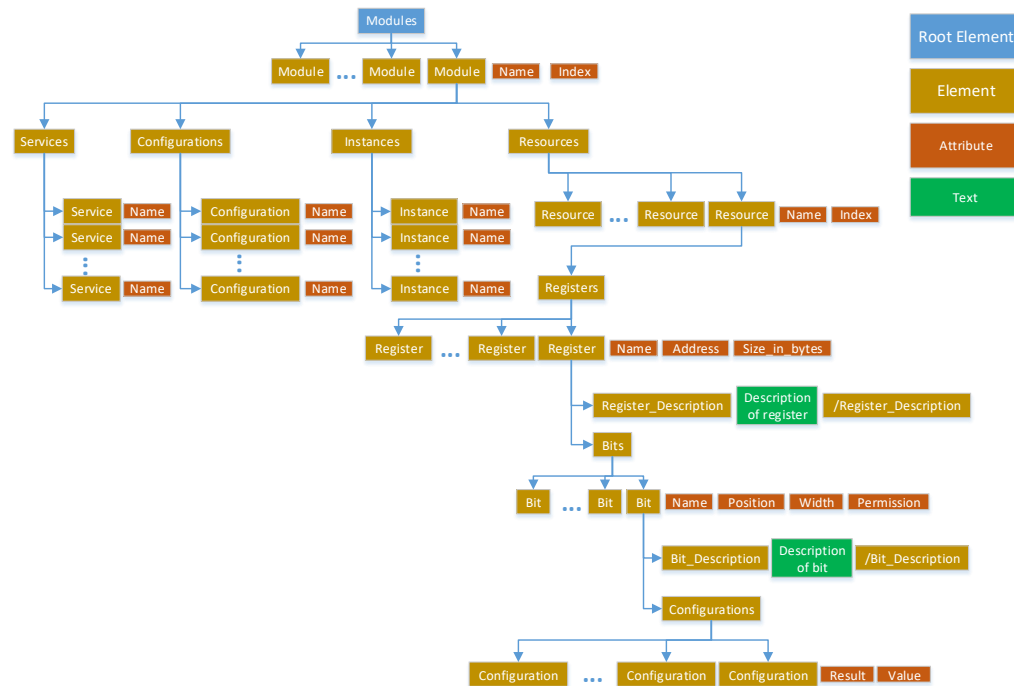 Modules
Root Element
Module ... Module Module Name Index
Element
Services Configurations Instances Resources
Attribute
Text
Service Name Configuration Name Instance Name Resource ... Resource Resource Name Index
Service Name Configuration Name Instance Name
Service Name Configuration Name Instance Name
Registers
Register ... Register Register Name Address Size_in_bytes
Register_Description Description of register /Register_Description
Bits
Bit ... Bit Bit Name Position Width Permission
Bit_Description Description of bit /Bit_Description
Configurations
Configuration ... Configuration Configuration Result Value